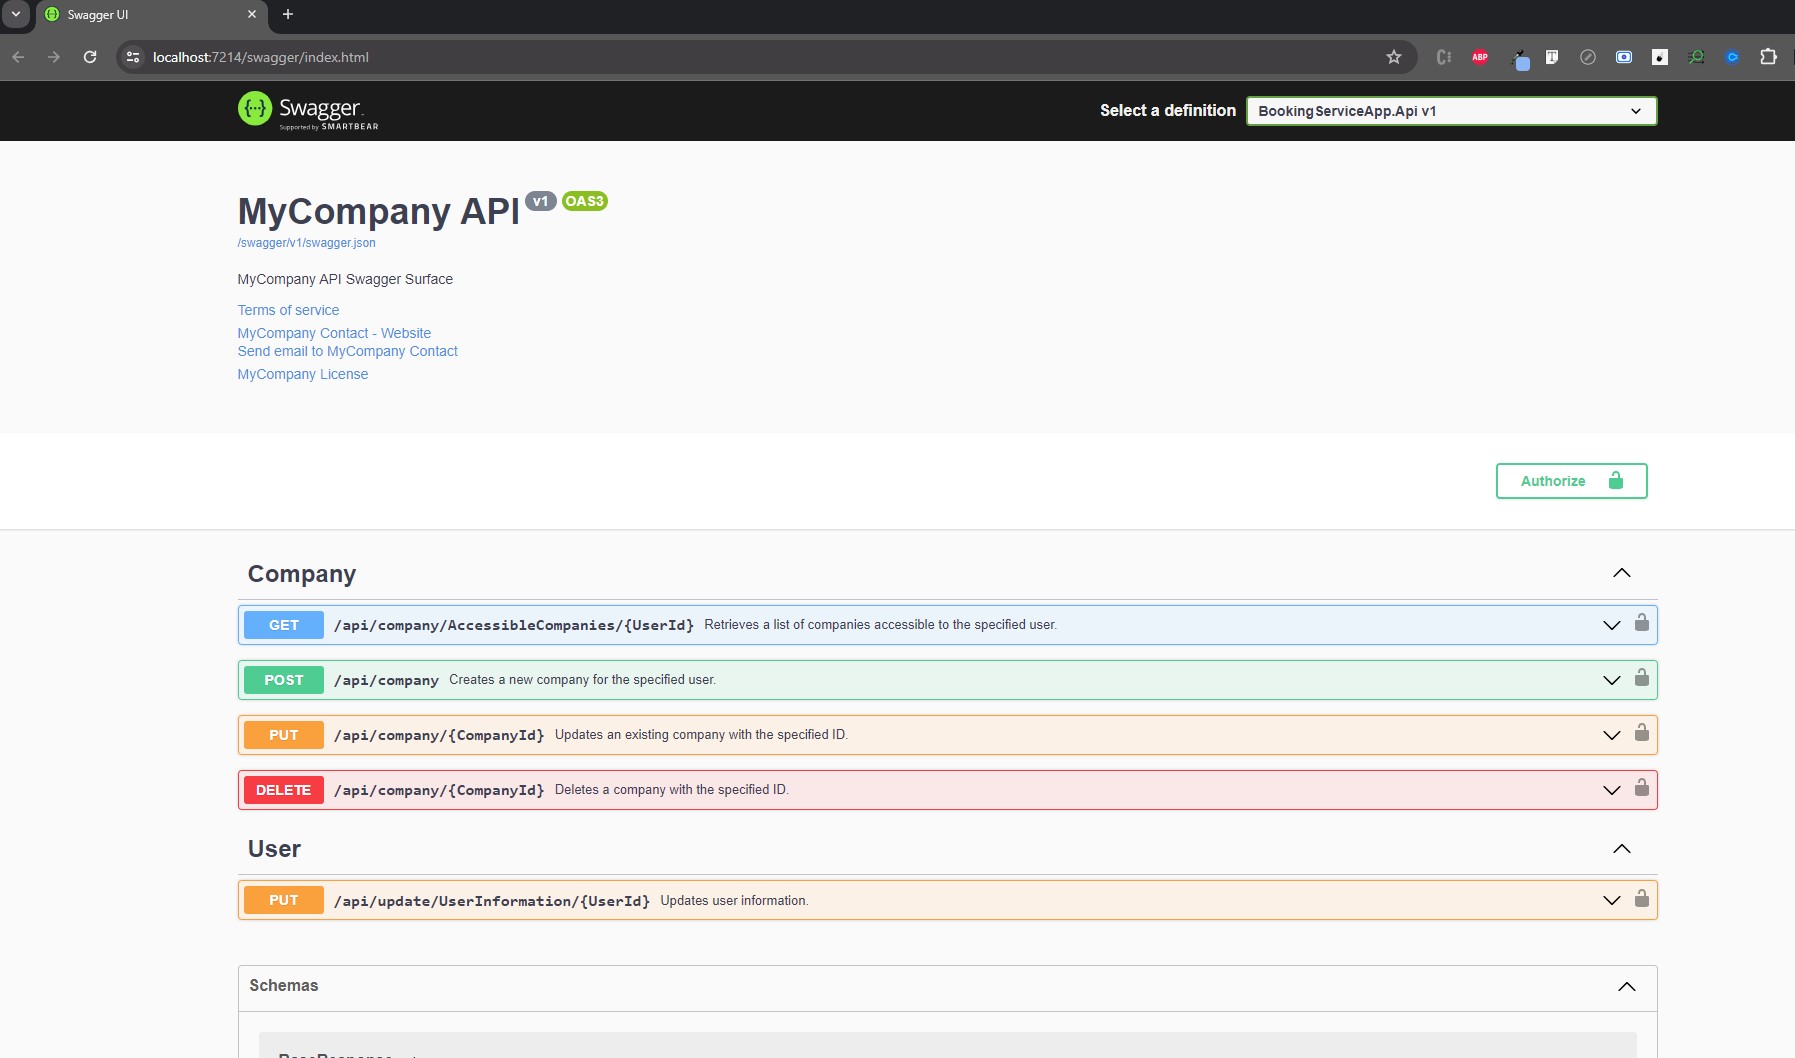 Swagger UI
localhost:7214/swagger/index.html
ABP
Swagger
Supported by SMARTBEAR
Select a definition
BookingServiceApp.Api v1
MyCompany API v1 OAS3
/swagger/v1/swagger.json
MyCompany API Swagger Surface
Terms of service
MyCompany Contact - Website
Send email to MyCompany Contact
MyCompany License
Authorize
Company
GET /api/company/AccessibleCompanies/{UserId} Retrieves a list of companies accessible to the specified user.
POST /api/company Creates a new company for the specified user.
PUT /api/company/{CompanyId} Updates an existing company with the specified ID.
DELETE /api/company/{CompanyId} Deletes a company with the specified ID.
User
PUT /api/update/UserInformation/{UserId} Updates user information.
Schemas